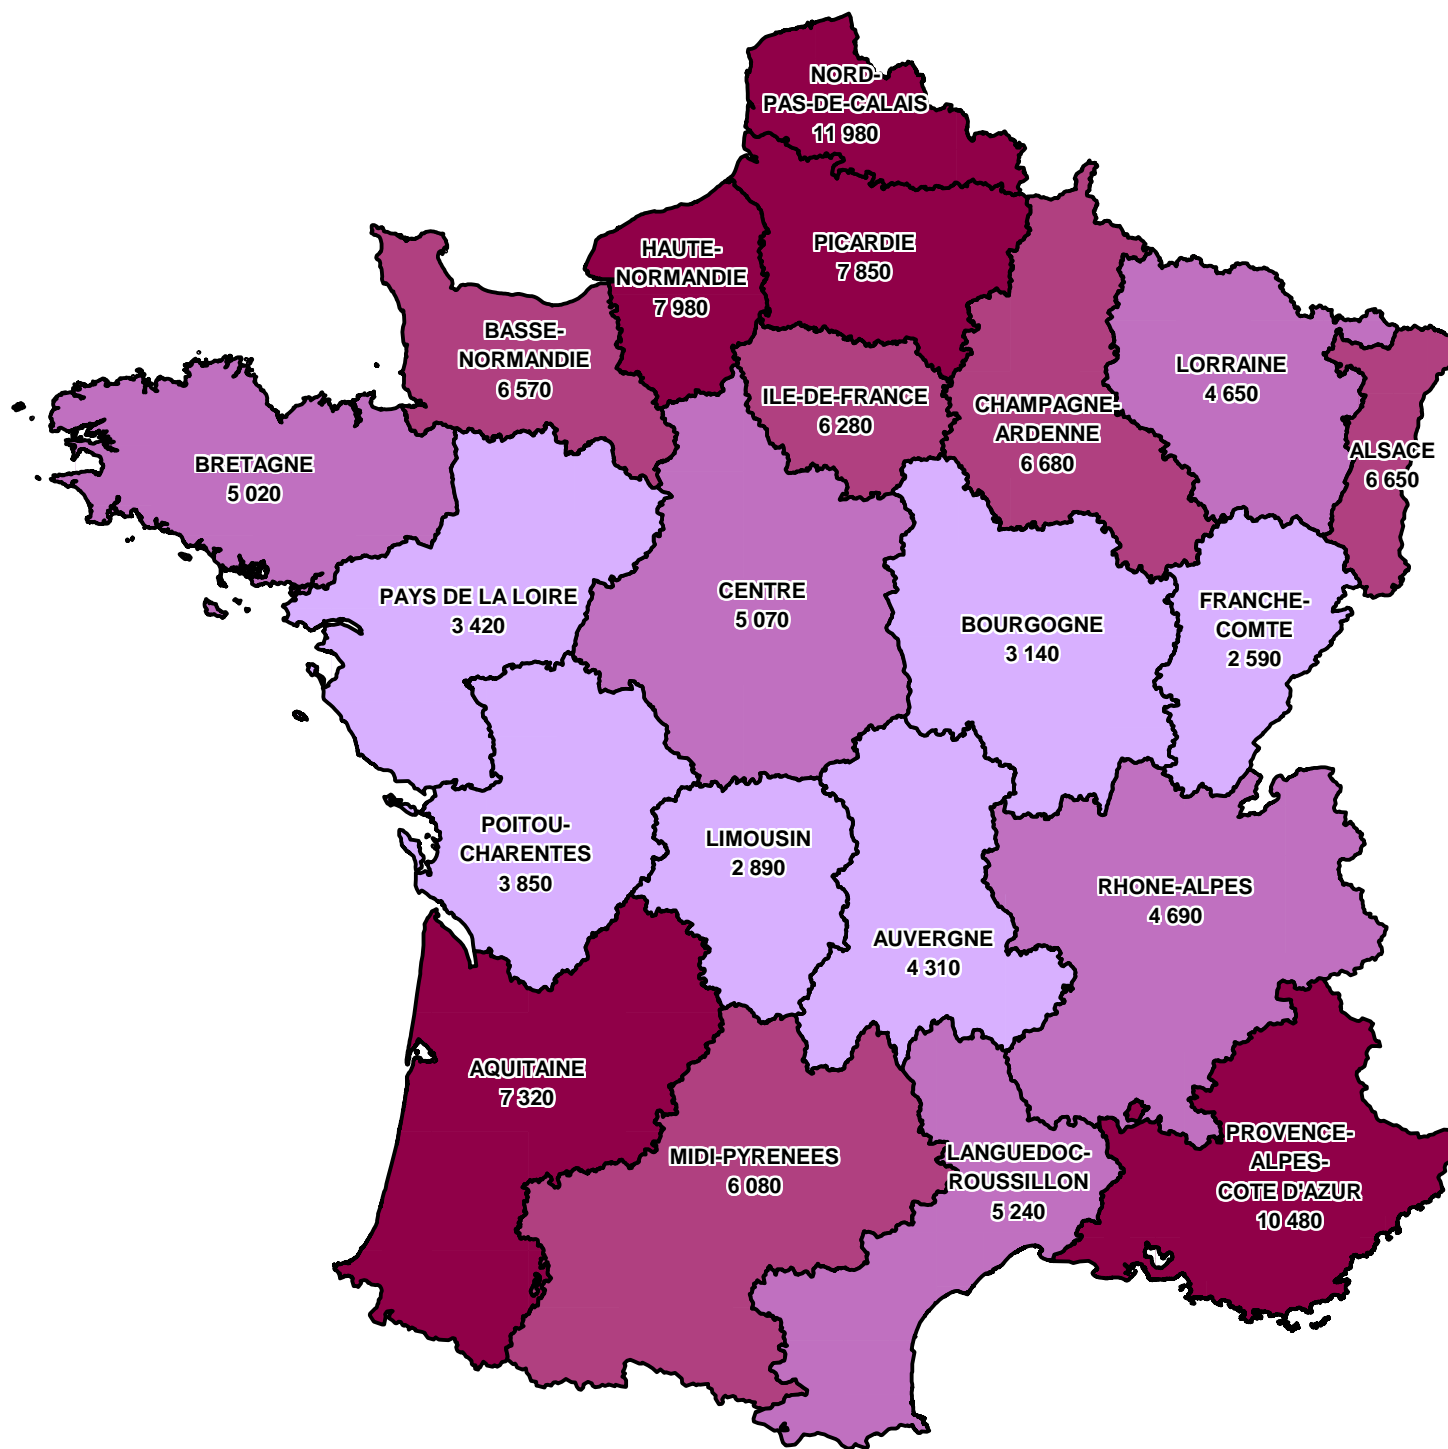 NORD-
PAS-DE-CALAIS
11 980
PICARDIE
7 850
HAUTE-
NORMANDIE
7 980
BASSE-
NORMANDIE
6 570
ILE-DE-FRANCE
6 280
CHAMPAGNE-
ARDENNE
6 680
LORRAINE
4 650
ALSACE
6 650
BRETAGNE
5 020
PAYS DE LA LOIRE
3 420
CENTRE
5 070
BOURGOGNE
3 140
FRANCHE-
COMTE
2 590
POITOU-
CHARENTES
3 850
LIMOUSIN
2 890
AUVERGNE
4 310
RHONE-ALPES
4 690
AQUITAINE
7 320
MIDI-PYRENEES
6 080
LANGUEDOC-
ROUSSILLON
5 240
PROVENCE-
ALPES-
COTE D'AZUR
10 480